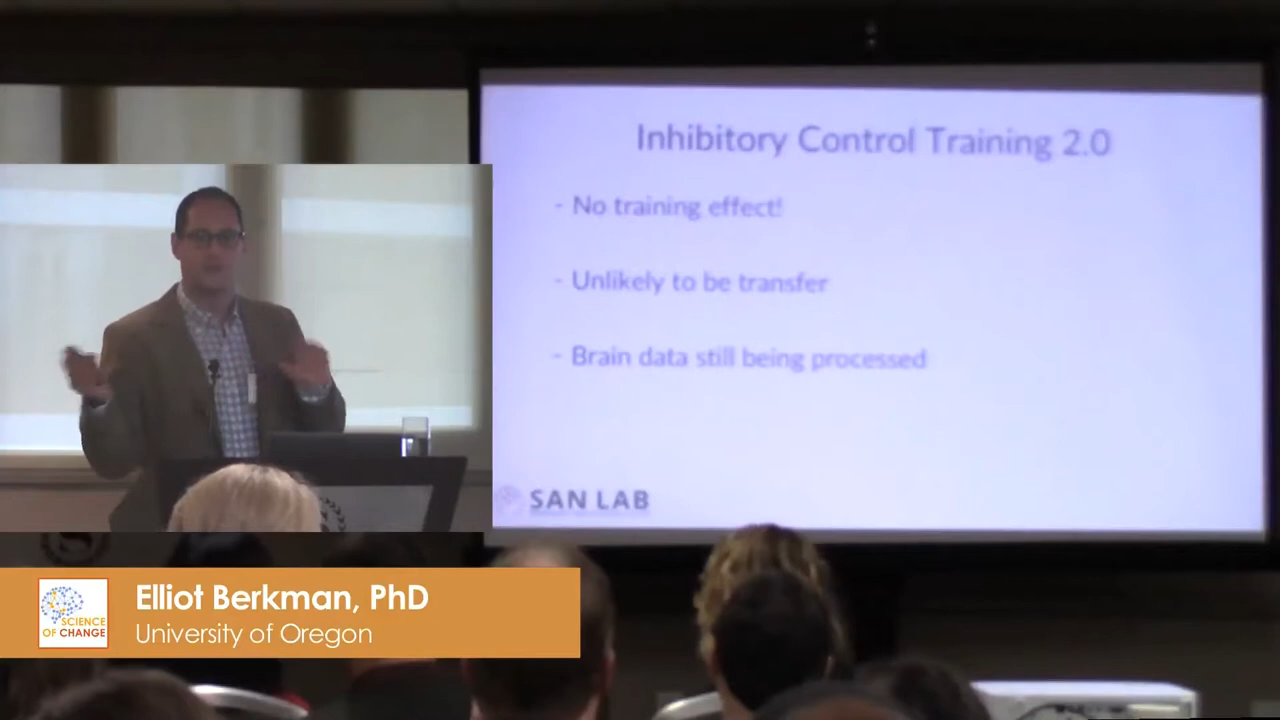 Inhibitory Control Training 2.0
- No training effect!
- Unlikely to be transfer
- Brain data still being processed
SAN LAB
SCIENCE
OF CHANGE
Elliot Berkman, PhD
University of Oregon